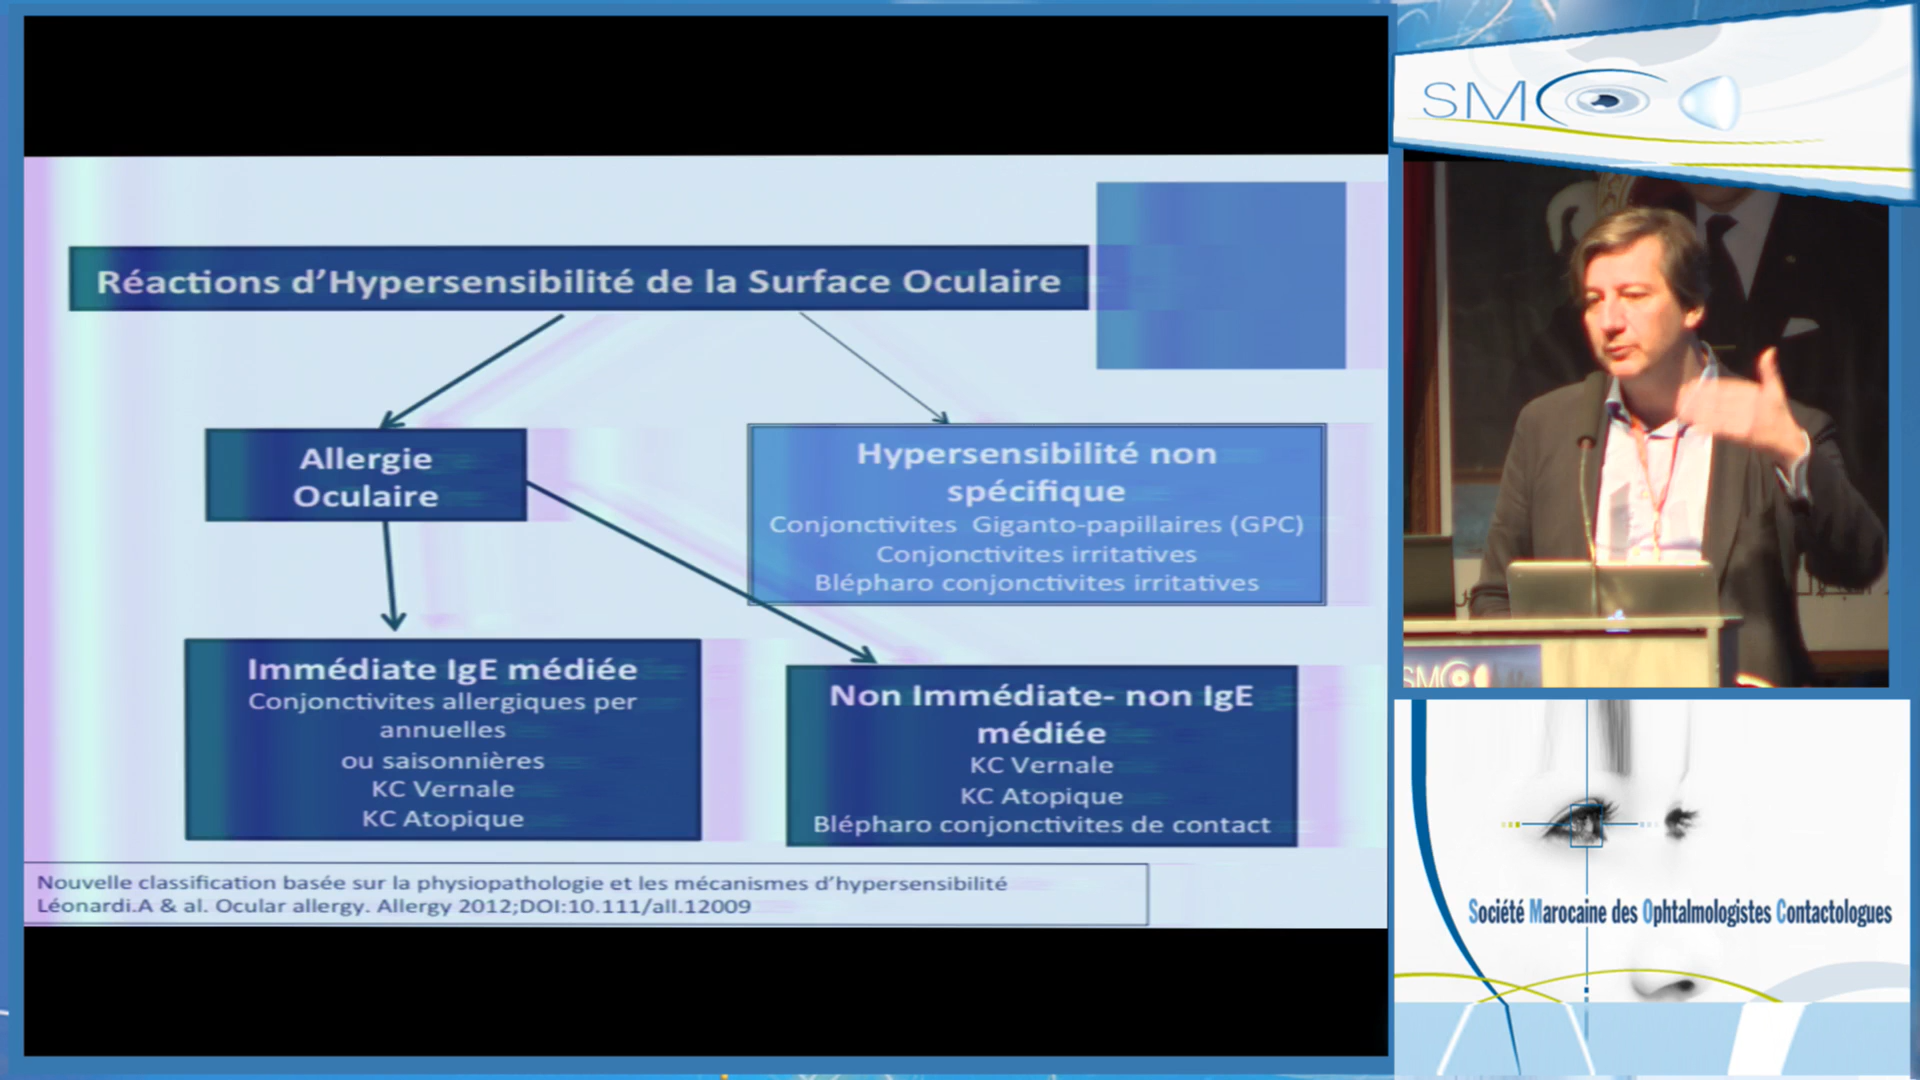 Réactions d'Hypersensibilité de la Surface Oculaire
Allergie
Oculaire
Hypersensibilité non
spécifique
Conjonctivites Giganto-papillaires (GPC)
Conjonctivites irritatives
Blépharo conjonctivites irritatives
Immédiate IgE médiée
Conjonctivites allergiques per
annuelles
ou saisonnières
KC Vernale
KC Atopique
Non Immédiate- non IgE
médiée
KC Vernale
KC Atopique
Blépharo conjonctivites de contact
Nouvelle classification basée sur la physiopathologie et les mécanismes d'hypersensibilité
Léonardi.A & al. Ocular allergy. Allergy 2012;DOI:10.111/all.12009
SMOC
SMOC
Société Marocaine des Ophtalmologistes Contactologues